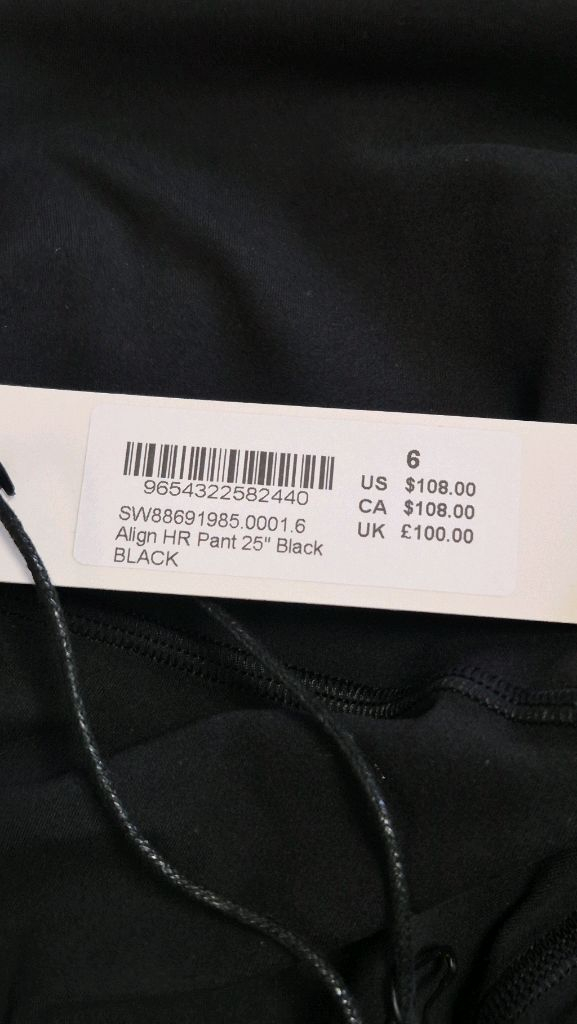 9654322582440
SW88691985.0001.6
Align HR Pant 25" Black
BLACK
6
US $108.00
CA $108.00
UK £100.00